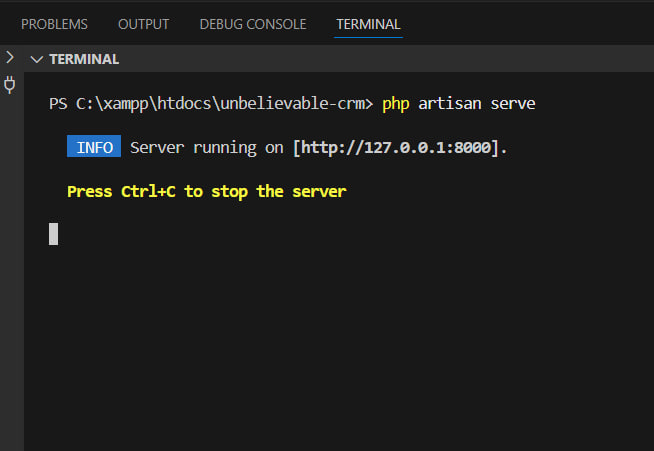 PROBLEMS OUTPUT DEBUG CONSOLE TERMINAL
TERMINAL
PS C:\xampp\htdocs\unbelievable-crm> php artisan serve
INFO Server running on [http://127.0.0.1:8000].
Press Ctrl+C to stop the server